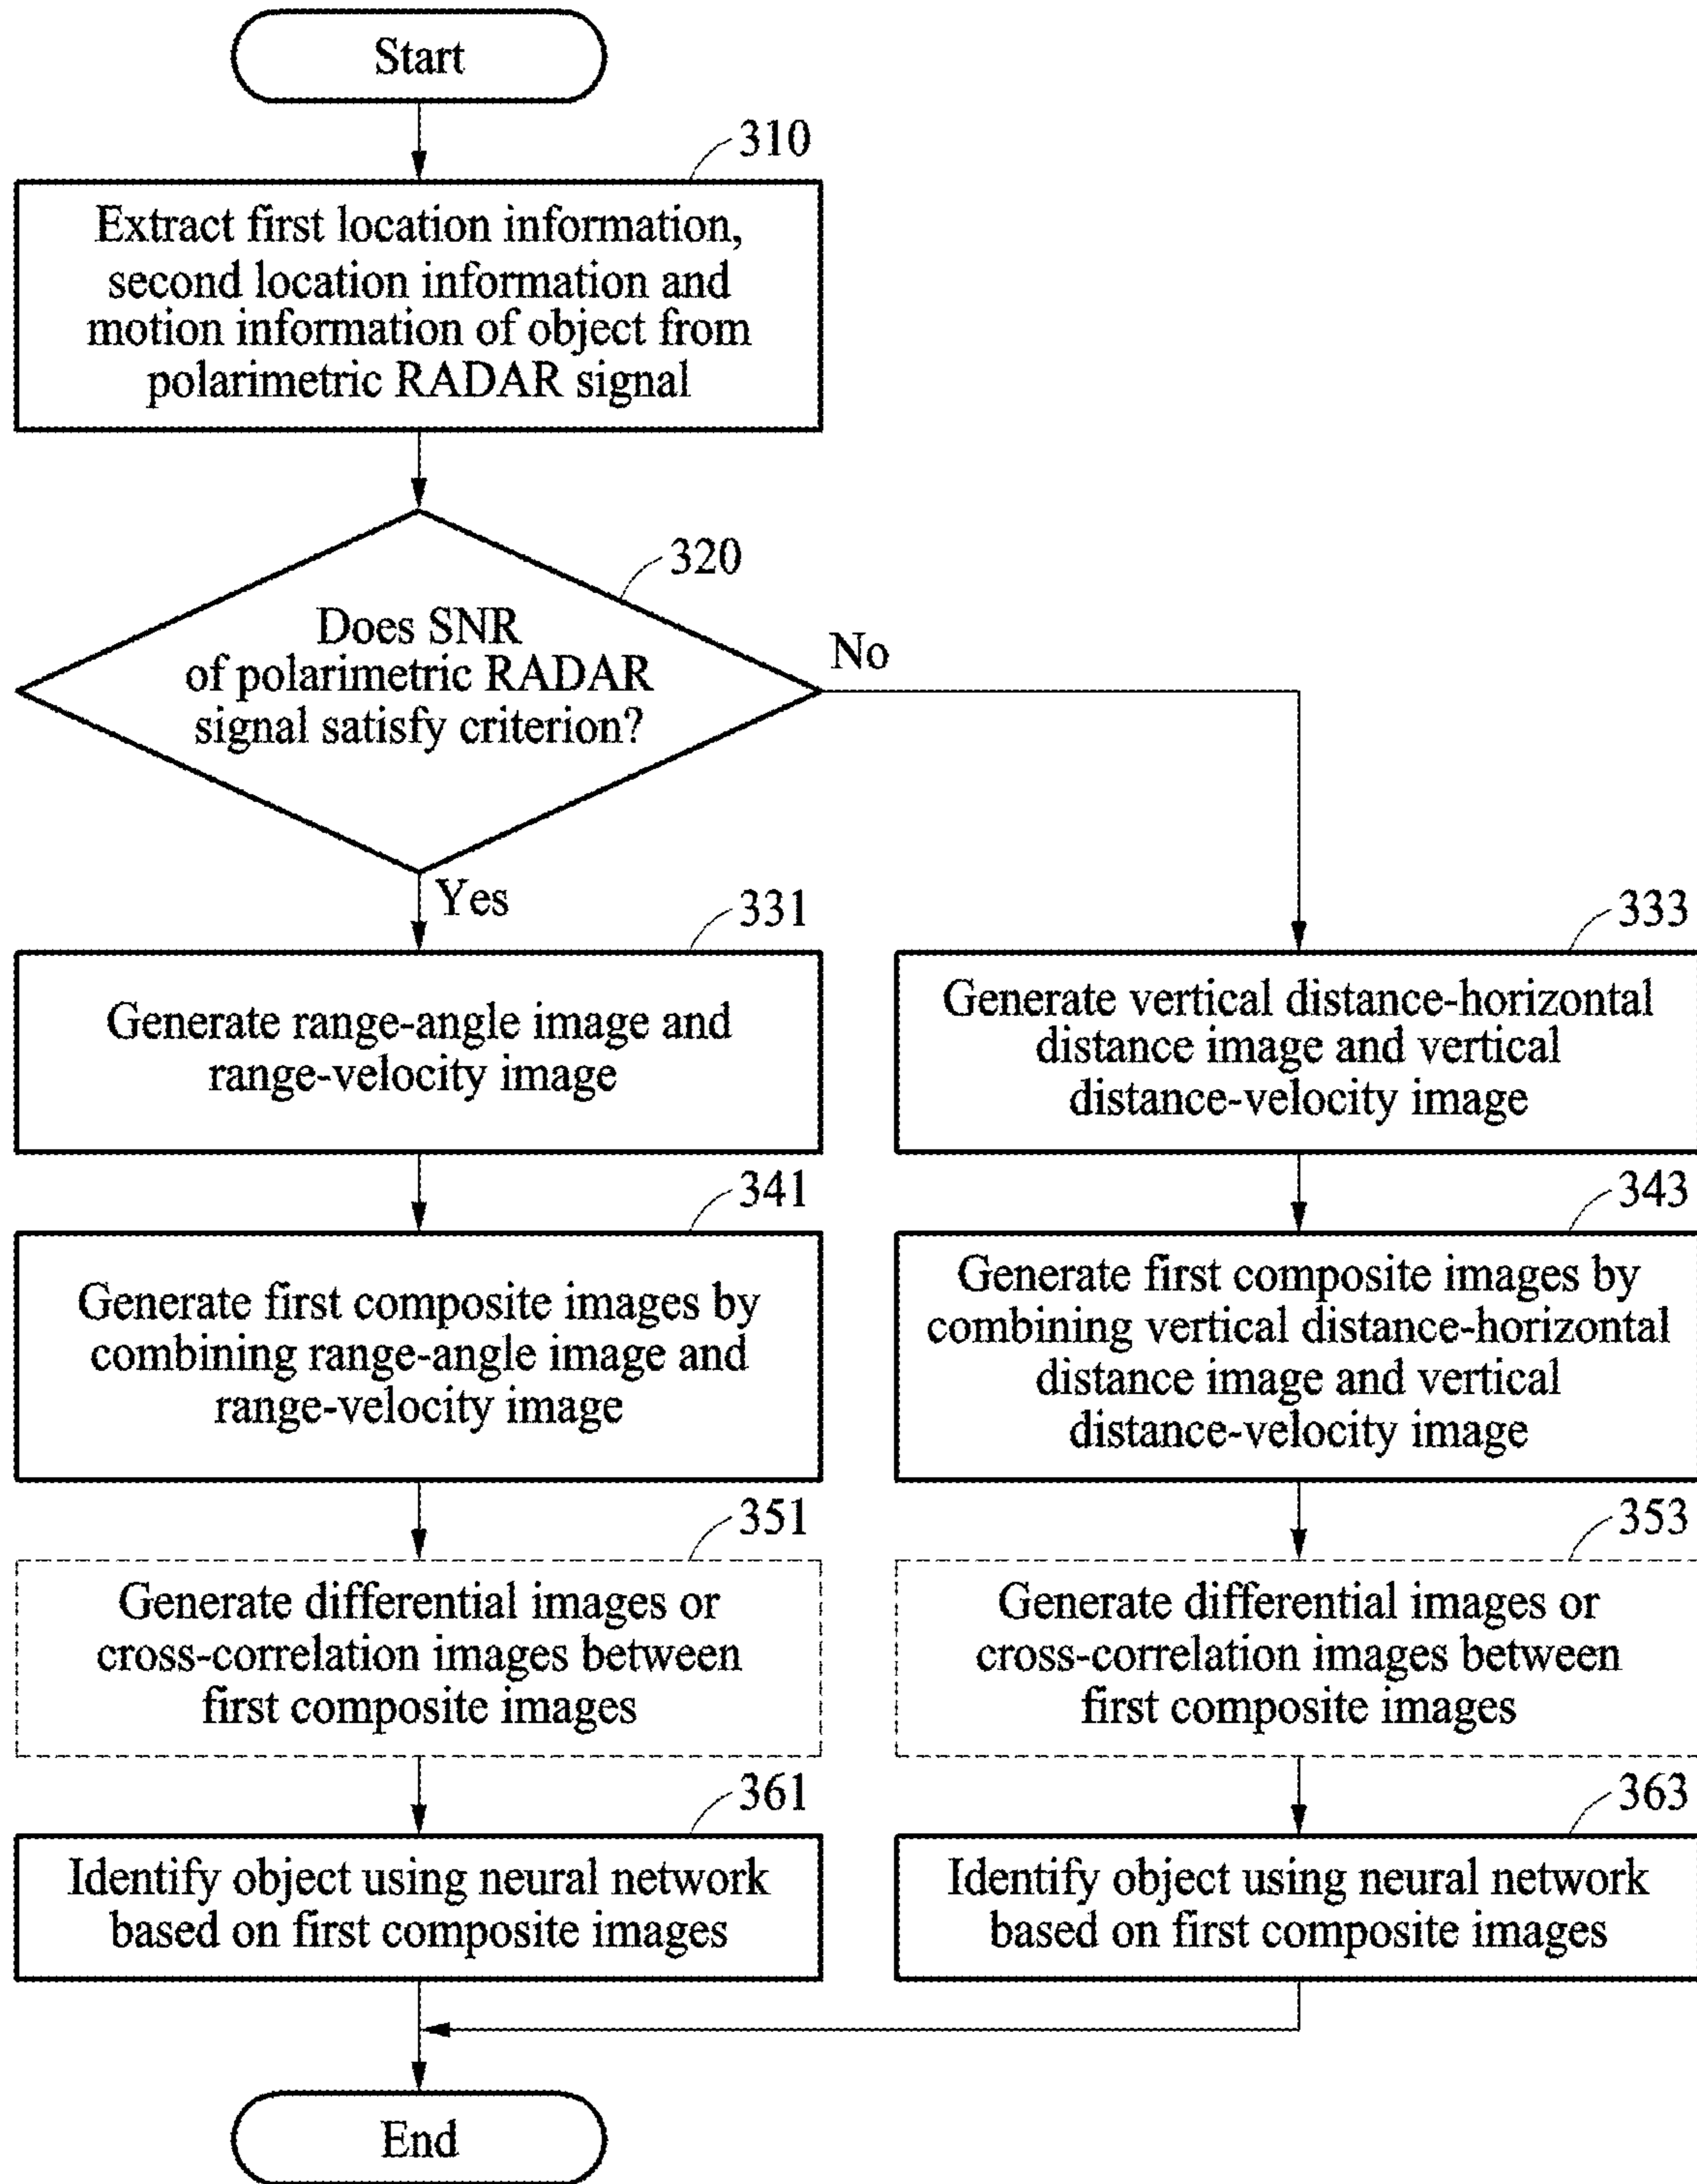 Start
310
Extract first location information,
second location information and
motion information of object from
polarimetric RADAR signal
320
Does SNR
of polarimetric RADAR
signal satisfy criterion?
No
Yes
331
Generate range-angle image and
range-velocity image
333
Generate vertical distance-horizontal
distance image and vertical
distance-velocity image
341
Generate first composite images by
combining range-angle image and
range-velocity image
343
Generate first composite images by
combining vertical distance-horizontal
distance image and vertical
distance-velocity image
351
Generate differential images or
cross-correlation images between
first composite images
353
Generate differential images or
cross-correlation images between
first composite images
361
Identify object using neural network
based on first composite images
363
Identify object using neural network
based on first composite images
End